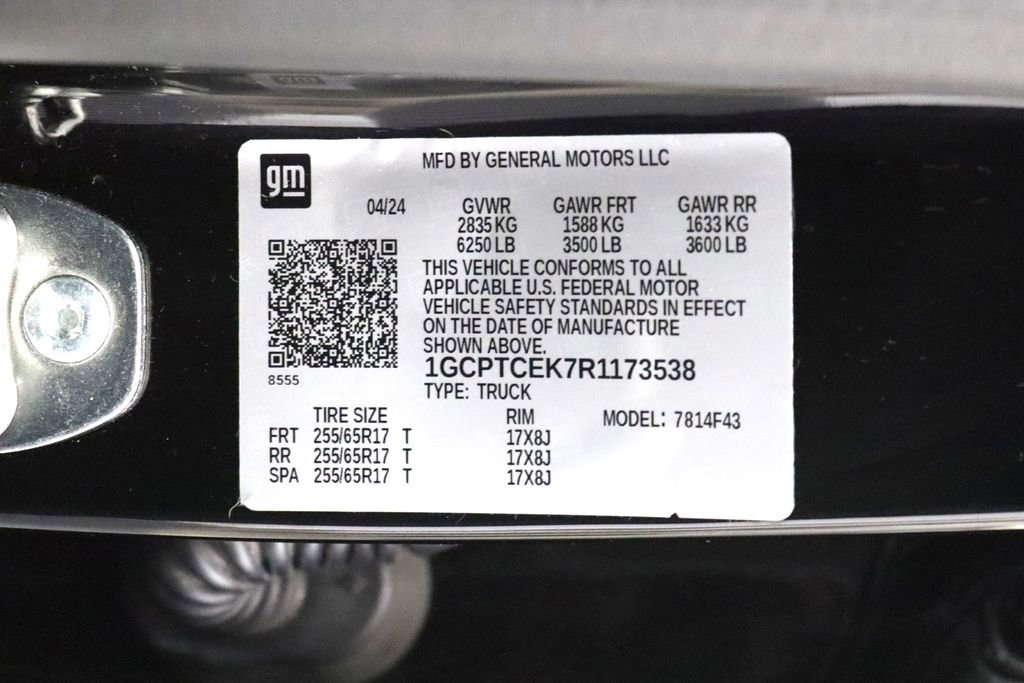 gm
MFD BY GENERAL MOTORS LLC
04/24 GVWR GAWR FRT GAWR RR
2835 KG 1588 KG 1633 KG
6250 LB 3500 LB 3600 LB
THIS VEHICLE CONFORMS TO ALL
APPLICABLE U.S. FEDERAL MOTOR
VEHICLE SAFETY STANDARDS IN EFFECT
ON THE DATE OF MANUFACTURE
SHOWN ABOVE.
8555
1GCPTCEK7R1173538
TYPE: TRUCK
TIRE SIZE RIM MODEL: 7814F43
FRT 255/65R17 T 17X8J
RR 255/65R17 T 17X8J
SPA 255/65R17 T 17X8J